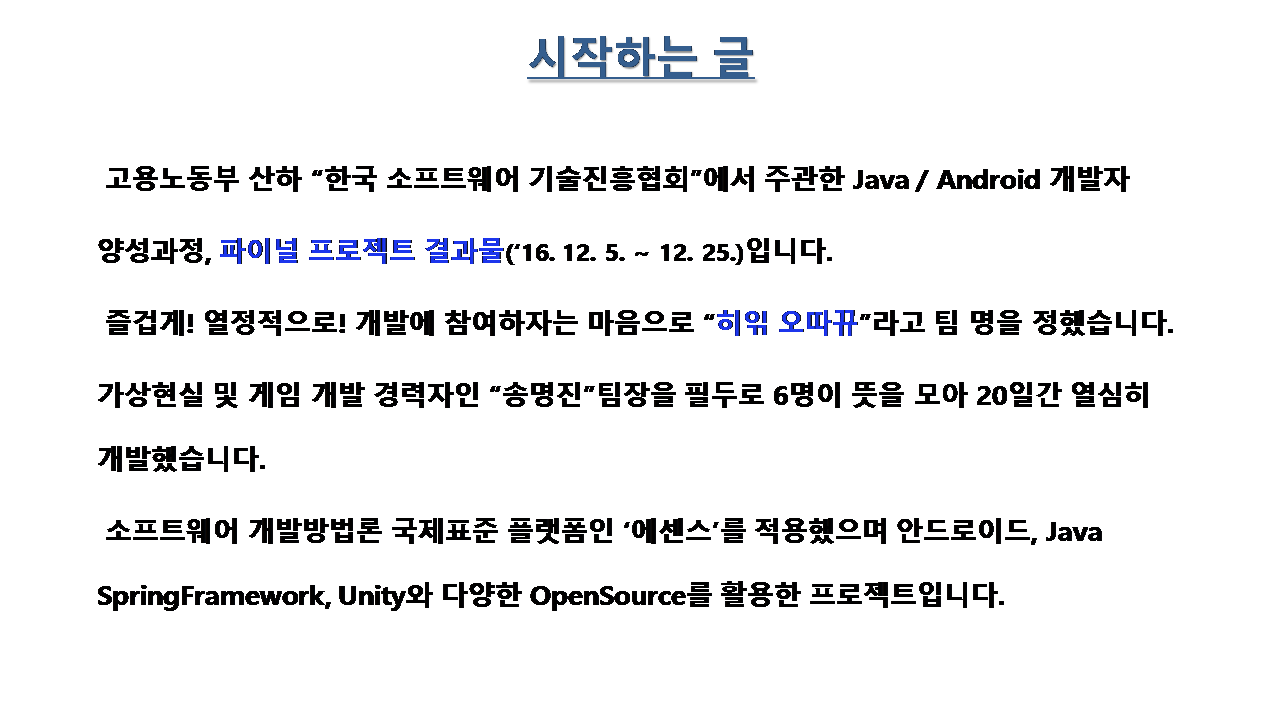 시작하는 글
고용노동부 산하 “한국 소프트웨어 기술진흥협회”에서 주관한 Java / Android 개발자
양성과정, 파이널 프로젝트 결과물(‘16. 12. 5. ~ 12. 25.)입니다.
즐겁게! 열정적으로! 개발에 참여하자는 마음으로 “히읶 오따뀨”라고 팀 명을 정했습니다.
가상현실 및 게임 개발 경력자인 “송명진”팀장을 필두로 6명이 뜻을 모아 20일간 열심히
개발했습니다.
소프트웨어 개발방법론 국제표준 플랫폼인 ‘에센스’를 적용했으며 안드로이드, Java
SpringFramework, Unity와 다양한 OpenSource를 활용한 프로젝트입니다.